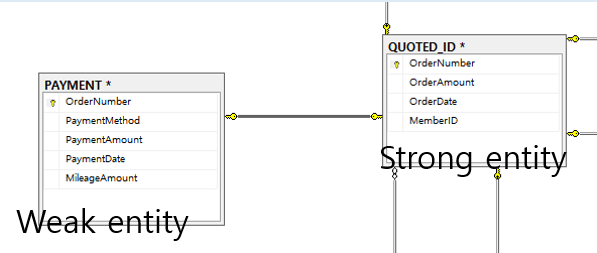 QUOTED_ID *
OrderNumber
OrderAmount
OrderDate
MemberID
Strong entity
PAYMENT *
OrderNumber
PaymentMethod
PaymentAmount
PaymentDate
MileageAmount
Weak entity